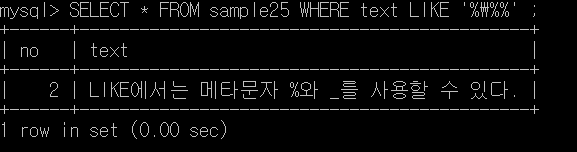 mysql> SELECT * FROM sample25 WHERE text LIKE '%₩%%' ;
+------+--------------------------------------------------+
| no   | text                                             |
+------+--------------------------------------------------+
|    2 | LIKE에서는 메타문자 %와 _를 사용할 수 있다. |
+------+--------------------------------------------------+
1 row in set (0.00 sec)